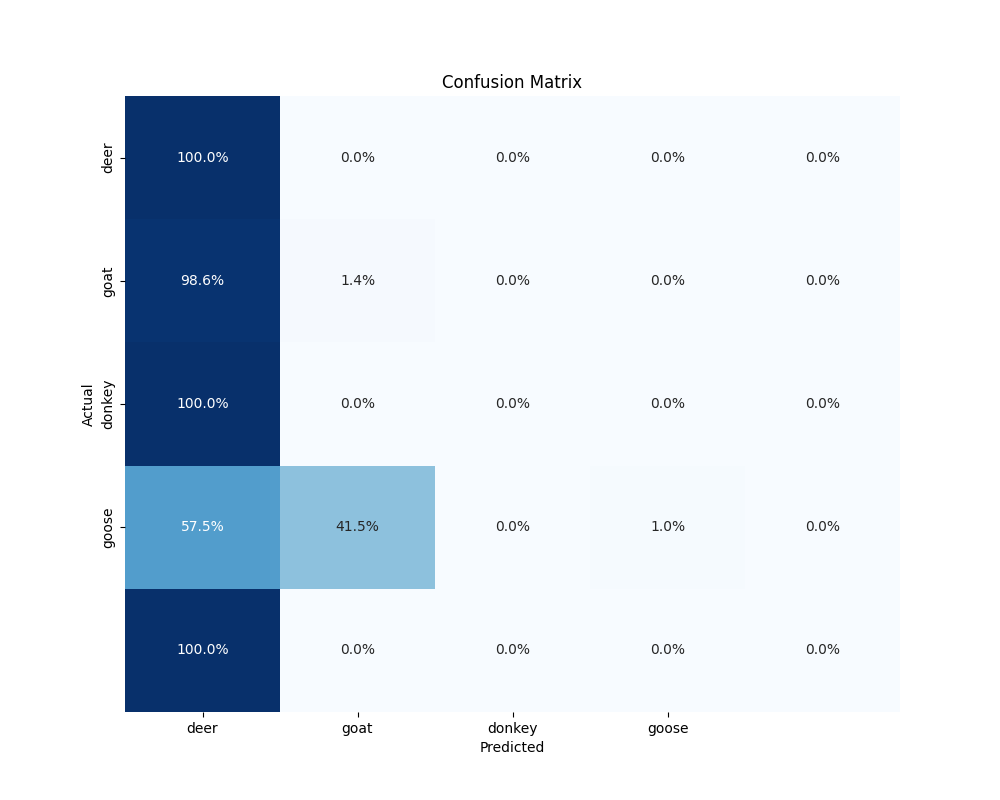 Confusion Matrix
deer 100.0% 0.0% 0.0% 0.0% 0.0%
goat 98.6% 1.4% 0.0% 0.0% 0.0%
Actual
donkey 100.0% 0.0% 0.0% 0.0% 0.0%
goose 57.5% 41.5% 0.0% 1.0% 0.0%
100.0% 0.0% 0.0% 0.0% 0.0%
deer goat donkey goose
Predicted